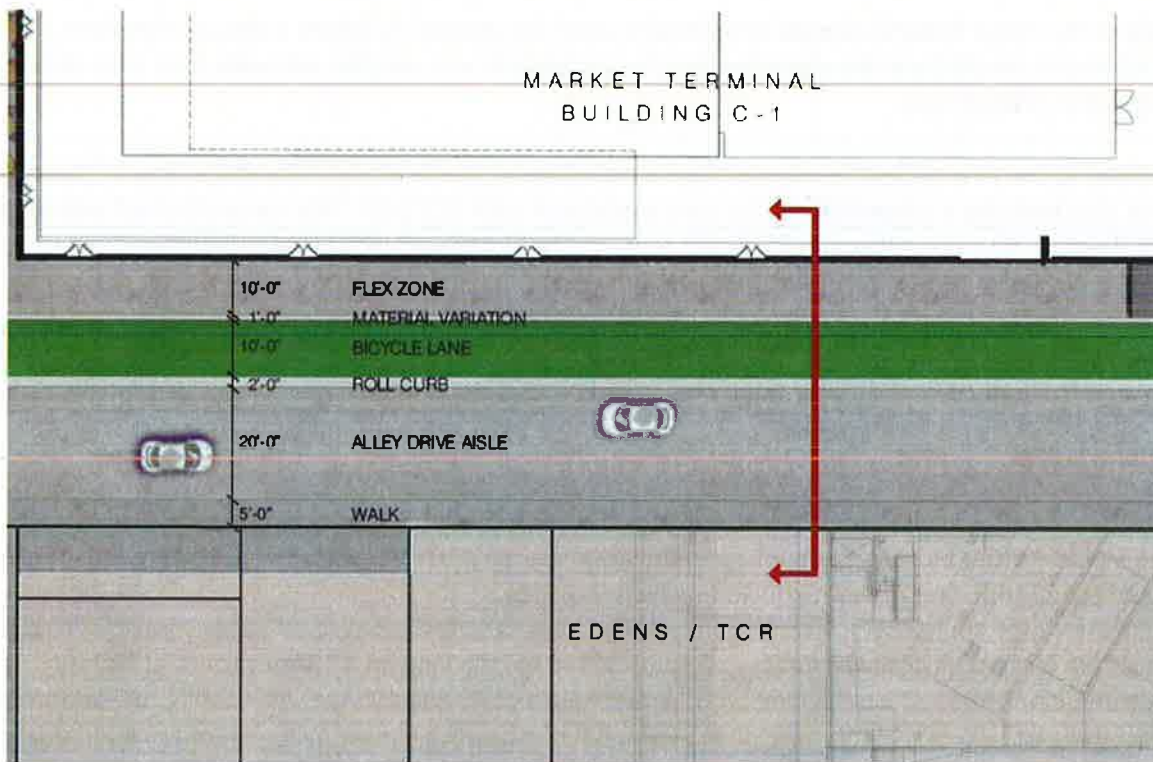 MARKET TERMINAL
BUILDING C-1
10'-0" FLEX ZONE
1'-0" MATERIAL VARIATION
10'-0" BICYCLE LANE
2'-0" ROLL CURB
20'-0" ALLEY DRIVE AISLE
5'-0" WALK
EDENS / TCR